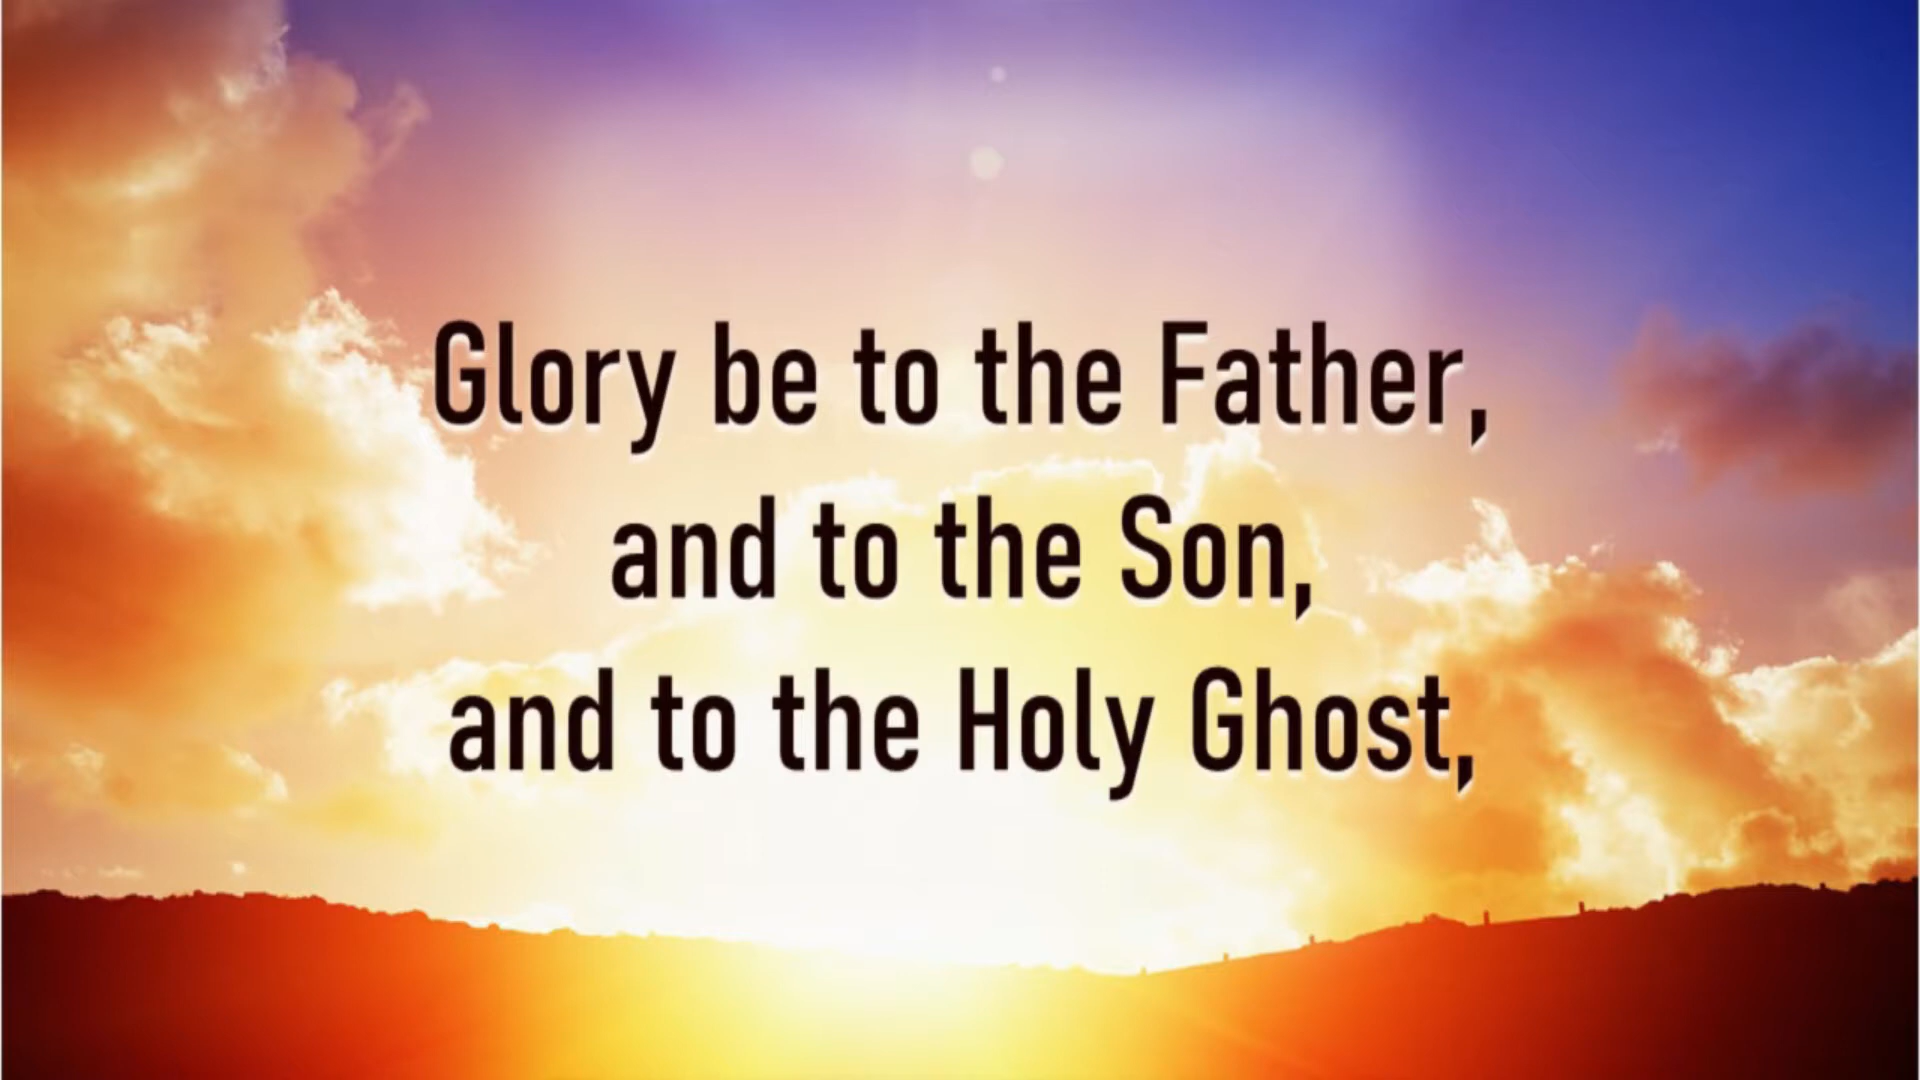 Glory be to the Father,
and to the Son,
and to the Holy Ghost,